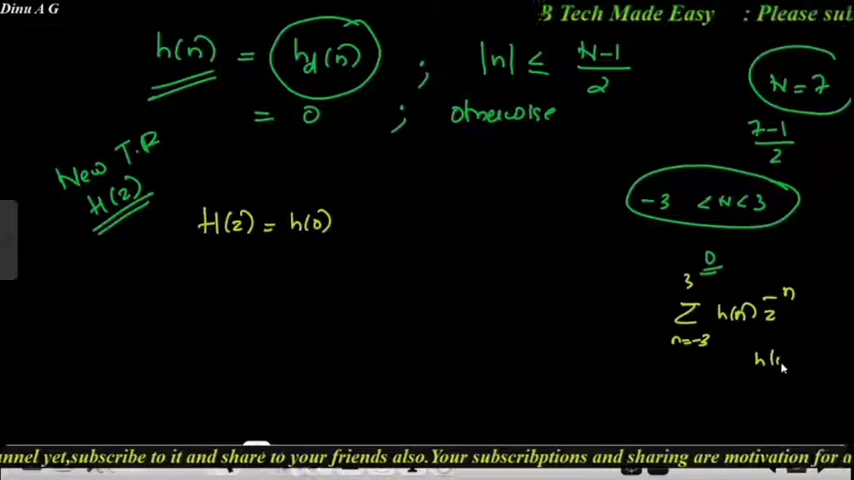 Dinu A G
B Tech Made Easy : Please sub
h(n) = hd(n) ; |n| ≤ N-1/2
= 0 ; otherwise
N = 7
7-1/2
New T.F
H(z)
-3 < N < 3
H(z) = h(0)
0
3
Σ h(n) z^-n
n=-3
h(
nnel yet,subscribe to it and share to your friends also.Your subscribptions and sharing are motivation for a